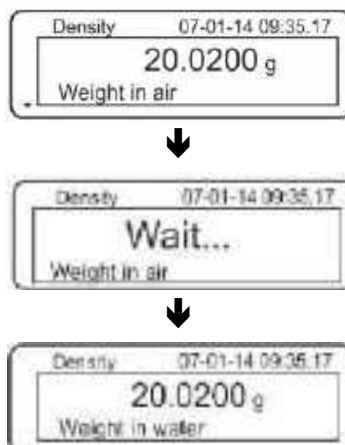 Density 07-01-14 09:35.17
20.0200 g
Weight in air
Density 07-01-14 09:35.17
Wait...
Weight in air
Density 07-01-14 09:35.17
20.0200 g
Weight in water